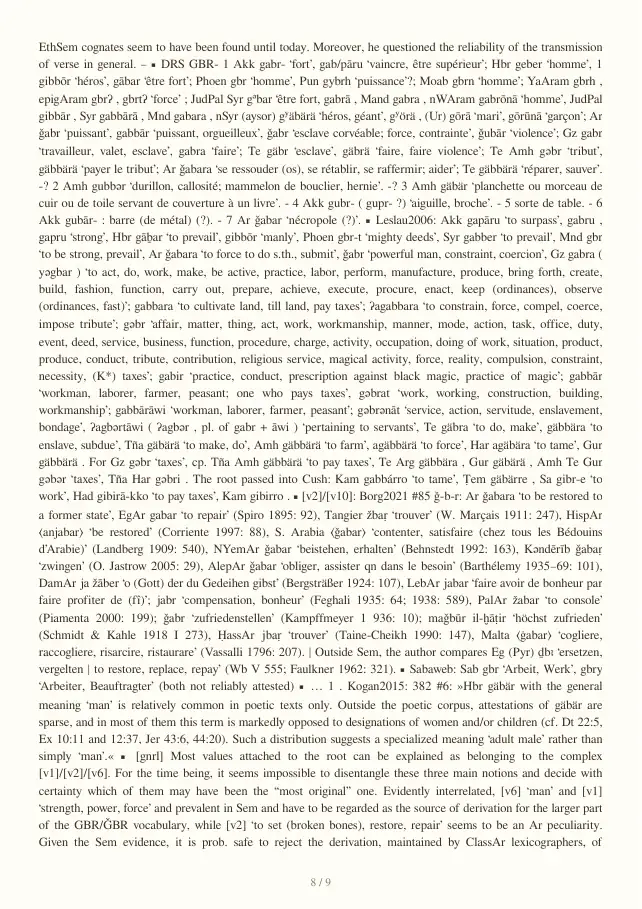 EthSem cognates seem to have been found until today. Moreover, he questioned the reliability of the transmission
of verse in general. – ▪ DRS GBR- 1 Akk gabr- ‘fort’, gab/pāru ‘vaincre, être supérieur’; Hbr geber ‘homme’, 1
gibbōr ‘héros’, gābar ‘être fort’; Phoen gbr ‘homme’, Pun gybrh ‘puissance’?; Moab gbrn ‘homme’; YaAram gbrh ,
epigAram gbrʔ , gbrtʔ ‘force’ ; JudPal Syr gᵊbar ‘être fort, gabrā , Mand gabra , nWAram gabrōnā ‘homme’, JudPal
gibbār , Syr gabbārā , Mnd gabara , nSyr (aysor) gʸäbärä ‘héros, géant’, gʸörä , (Ur) gōrā ‘mari’, gōrūnā ‘garçon’; Ar
ǧabr ‘puissant’, gabbār ‘puissant, orgueilleux’, ǧabr ‘esclave corvéable; force, contrainte’, ǧubār ‘violence’; Gz gabr
‘travailleur, valet, esclave’, gabra ‘faire’; Te gäbr ‘esclave’, gäbrä ‘faire, faire violence’; Te Amh gəbr ‘tribut’,
gäbbärä ‘payer le tribut’; Ar ǧabara ‘se ressouder (os), se rétablir, se raffermir; aider’; Te gäbbärä ‘réparer, sauver’.
-? 2 Amh gubbər ‘durillon, callosité; mammelon de bouclier, hernie’. -? 3 Amh gäbär ‘planchette ou morceau de
cuir ou de toile servant de couverture à un livre’. - 4 Akk gubr- ( gupr- ?) ‘aiguille, broche’. - 5 sorte de table. - 6
Akk gubār- : barre (de métal) (?). - 7 Ar ǧabar ‘nécropole (?)’. ▪ Leslau2006: Akk gapāru ‘to surpass’, gabru ,
gapru ‘strong’, Hbr gāḇar ‘to prevail’, gibbōr ‘manly’, Phoen gbr-t ‘mighty deeds’, Syr gabber ‘to prevail’, Mnd gbr
‘to be strong, prevail’, Ar ǧabara ‘to force to do s.th., submit’, ǧabr ‘powerful man, constraint, coercion’, Gz gabra (
yəgbar ) ‘to act, do, work, make, be active, practice, labor, perform, manufacture, produce, bring forth, create,
build, fashion, function, carry out, prepare, achieve, execute, procure, enact, keep (ordinances), observe
(ordinances, fast)’; gabbara ‘to cultivate land, till land, pay taxes’; ʔagabbara ‘to constrain, force, compel, coerce,
impose tribute’; gəbr ‘affair, matter, thing, act, work, workmanship, manner, mode, action, task, office, duty,
event, deed, service, business, function, procedure, charge, activity, occupation, doing of work, situation, product,
produce, conduct, tribute, contribution, religious service, magical activity, force, reality, compulsion, constraint,
necessity, (K*) taxes’; gabir ‘practice, conduct, prescription against black magic, practice of magic’; gabbār
‘workman, laborer, farmer, peasant; one who pays taxes’, gəbrat ‘work, working, construction, building,
workmanship’; gabbārāwi ‘workman, laborer, farmer, peasant’; gəbrənāt ‘service, action, servitude, enslavement,
bondage’, ʔagbərtāwi ( ʔagbər , pl. of gabr + āwi ) ‘pertaining to servants’, Te gäbra ‘to do, make’, gäbbära ‘to
enslave, subdue’, Tña gäbärä ‘to make, do’, Amh gäbbärä ‘to farm’, agäbbärä ‘to force’, Har agäbära ‘to tame’, Gur
gäbbärä . For Gz gəbr ‘taxes’, cp. Tña Amh gäbbärä ‘to pay taxes’, Te Arg gäbbära , Gur gäbärä , Amh Te Gur
gəbər ‘taxes’, Tña Har gəbri . The root passed into Cush: Kam gabbárro ‘to tame’, Ṭem gäbärre , Sa gibr-e ‘to
work’, Had gibirā-kko ‘to pay taxes’, Kam gibirro . ▪ [v2]/[v10]: Borg2021 #85 ǧ-b-r: Ar ǧabara ‘to be restored to
a former state’, EgAr gabar ‘to repair’ (Spiro 1895: 92), Tangier žbaṛ ‘trouver’ (W. Marçais 1911: 247), HispAr
⟨anjabar⟩ ‘be restored’ (Corriente 1997: 88), S. Arabia ⟨ǧabar⟩ ‘contenter, satisfaire (chez tous les Bédouins
d’Arabie)’ (Landberg 1909: 540), NYemAr ǧabar ‘beistehen, erhalten’ (Behnstedt 1992: 163), Kəndērīb ǧabaṛ
‘zwingen’ (O. Jastrow 2005: 29), AlepAr ǧabar ‘obliger, assister qn dans le besoin’ (Barthélemy 1935–69: 101),
DamAr ja žāber ‘o (Gott) der du Gedeihen gibst’ (Bergsträßer 1924: 107), LebAr jabar ‘faire avoir de bonheur par
faire profiter de (fī)’; jabr ‘compensation, bonheur’ (Feghali 1935: 64; 1938: 589), PalAr žabar ‘to console’
(Piamenta 2000: 199); ǧabr ‘zufriedenstellen’ (Kampffmeyer 1 936; 10); maǧbūr il-ḫāṭir ‘höchst zufrieden’
(Schmidt &amp; Kahle 1918 I 273), ḤassAr jbaṛ ‘trouver’ (Taine-Cheikh 1990: 147), Malta ⟨gabar⟩ ‘cogliere,
raccogliere, risarcire, ristaurare’ (Vassalli 1796: 207). | Outside Sem, the author compares Eg (Pyr) ḏbꜣ ‘ersetzen,
vergelten | to restore, replace, repay’ (Wb V 555; Faulkner 1962: 321). ▪ Sabaweb: Sab gbr ‘Arbeit, Werk’, gbry
‘Arbeiter, Beauftragter’ (both not reliably attested) ▪ … 1 . Kogan2015: 382 #6: »Hbr gäbär with the general
meaning ‘man’ is relatively common in poetic texts only. Outside the poetic corpus, attestations of gäbär are
sparse, and in most of them this term is markedly opposed to designations of women and/or children (cf. Dt 22:5,
Ex 10:11 and 12:37, Jer 43:6, 44:20). Such a distribution suggests a specialized meaning ‘adult male’ rather than
simply ‘man’.« ▪ [gnrl] Most values attached to the root can be explained as belonging to the complex
[v1]/[v2]/[v6]. For the time being, it seems impossible to disentangle these three main notions and decide with
certainty which of them may have been the “most original” one. Evidently interrelated, [v6] ‘man’ and [v1]
‘strength, power, force’ and prevalent in Sem and have to be regarded as the source of derivation for the larger part
of the GBR/ǦBR vocabulary, while [v2] ‘to set (broken bones), restore, repair’ seems to be an Ar peculiarity.
Given the Sem evidence, it is prob. safe to reject the derivation, maintained by ClassAr lexicographers, of
8 / 9